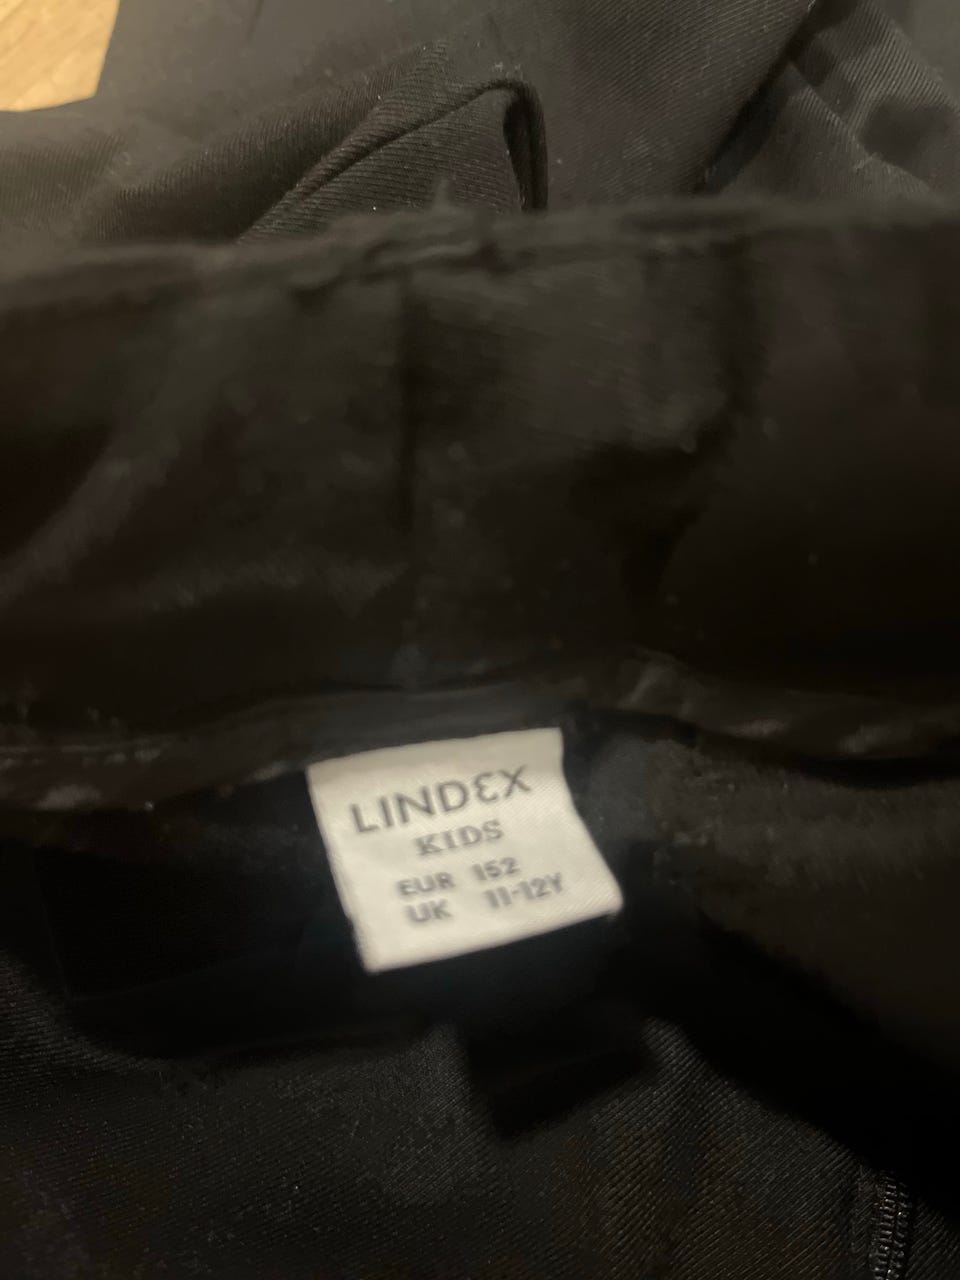 LINDEX
KIDS
EUR 152
UK 11-12Y